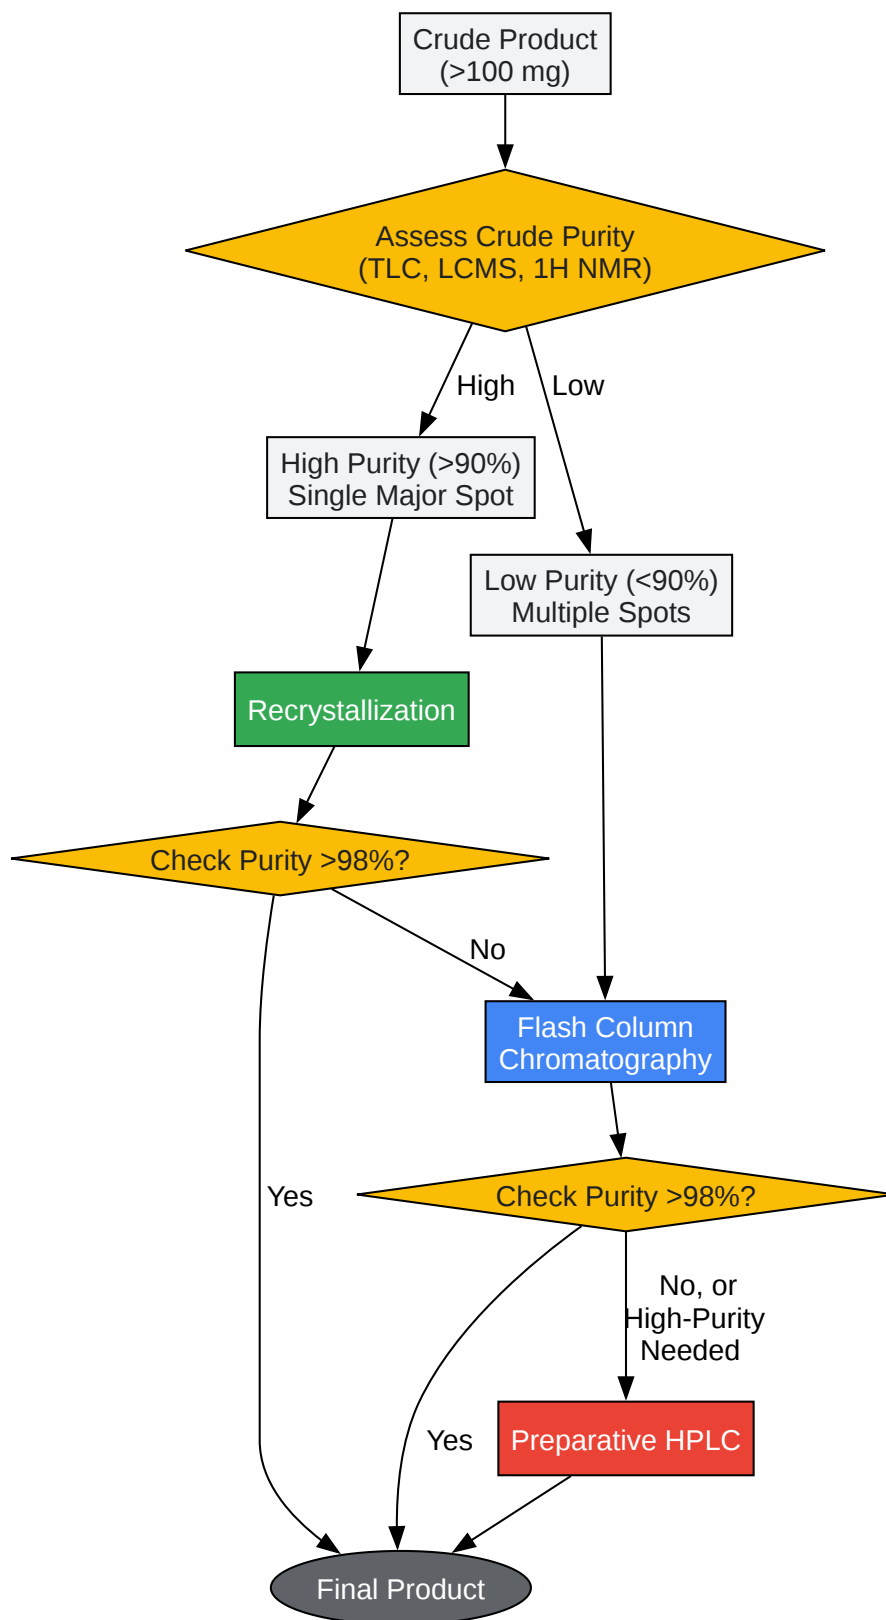 Crude Product
(>100 mg)
Assess Crude Purity
(TLC, LCMS, 1H NMR)
High
Low
High Purity (>90%)
Single Major Spot
Low Purity (<90%)
Multiple Spots
Recrystallization
Check Purity >98%?
No
Flash Column
Chromatography
Yes
Check Purity >98%?
No, or
High-Purity
Needed
Yes
Preparative HPLC
Final Product